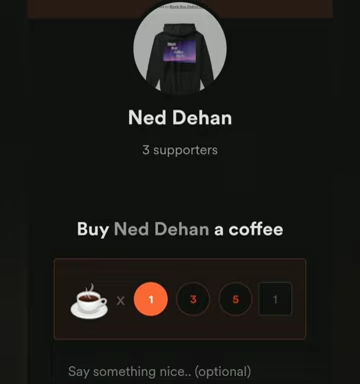 Ned Dehan
3 supporters
Buy Ned Dehan a coffee
x 1 3 5 1
Say something nice.. (optional)